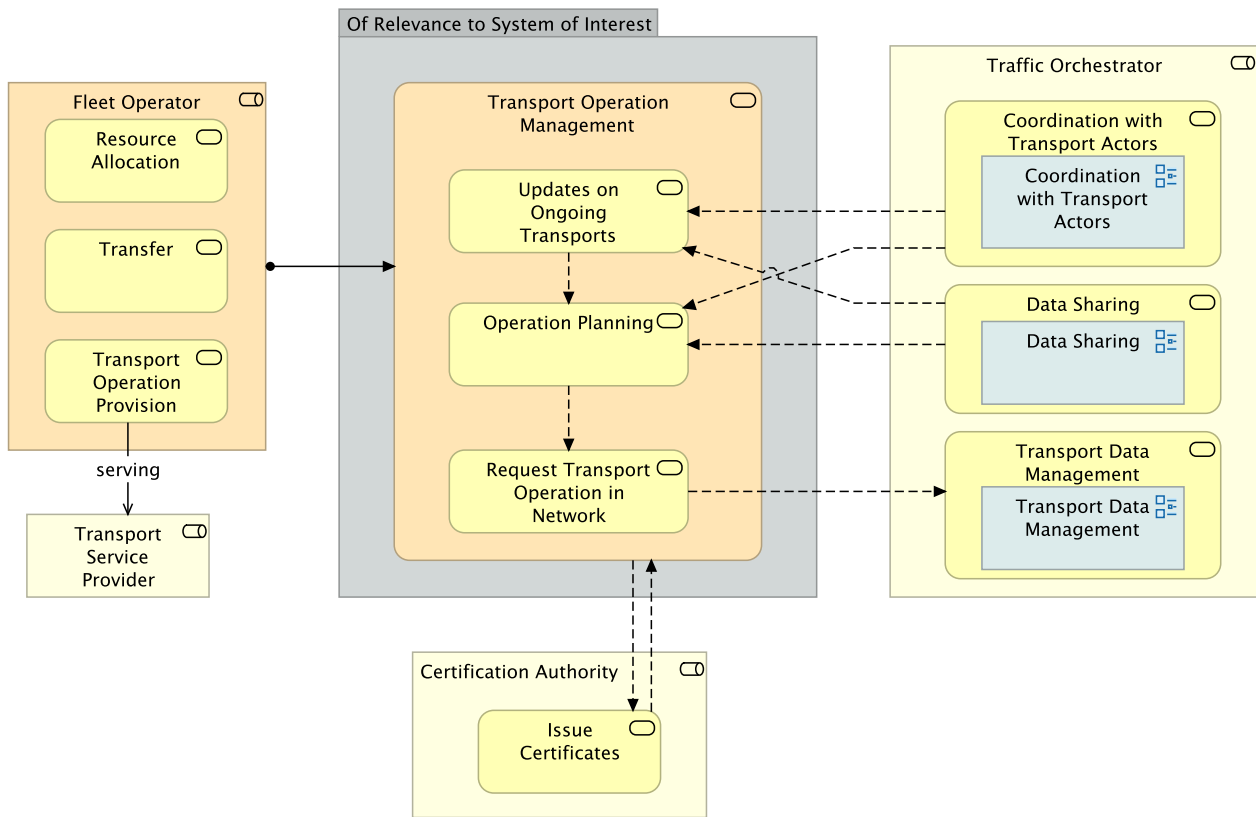 Of Relevance to System of Interest
Fleet Operator
Resource
Allocation
Transfer
Transport
Operation
Provision
serving
Transport
Service
Provider
Transport Operation
Management
Updates on
Ongoing
Transports
Operation Planning
Request Transport
Operation in
Network
Certification Authority
Issue
Certificates
Traffic Orchestrator
Coordination with
Transport Actors
Coordination
with Transport
Actors
Data Sharing
Data Sharing
Transport Data
Management
Transport Data
Management